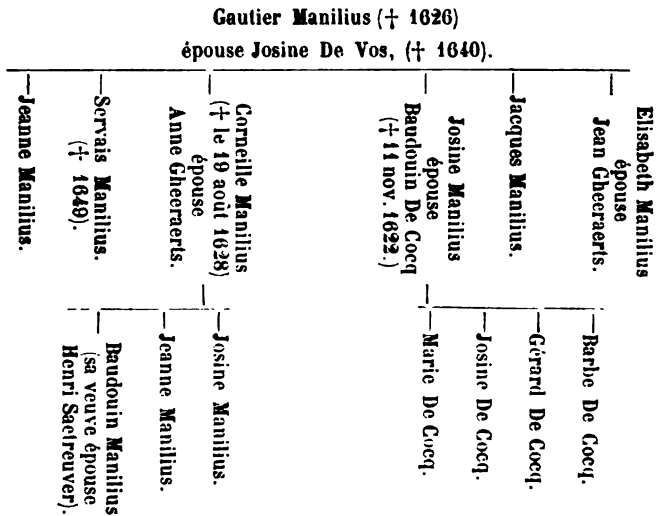 Gautier Manilius († 1626)
épouse Josine De Vos, († 1640).
Jeanne Manilius.
Servais Manilius.
(† 1649).
Corneille Manilius
(† le 19 août 1628)
épouse
Anne Gheeraerts.
Josine Manilius
épouse
Baudouin De Cocq
(† 11 nov. 1622.)
Jacques Manilius.
Elisabeth Manilius
épouse
Jean Gheeraerts.
Baudouin Manilius
(sa veuve épouse
Henri Saetreuver).
Jeanne Manilius.
Josine Manilius.
Marie De Cocq.
Josine De Cocq.
Gérard De Cocq.
Barbe De Cocq.